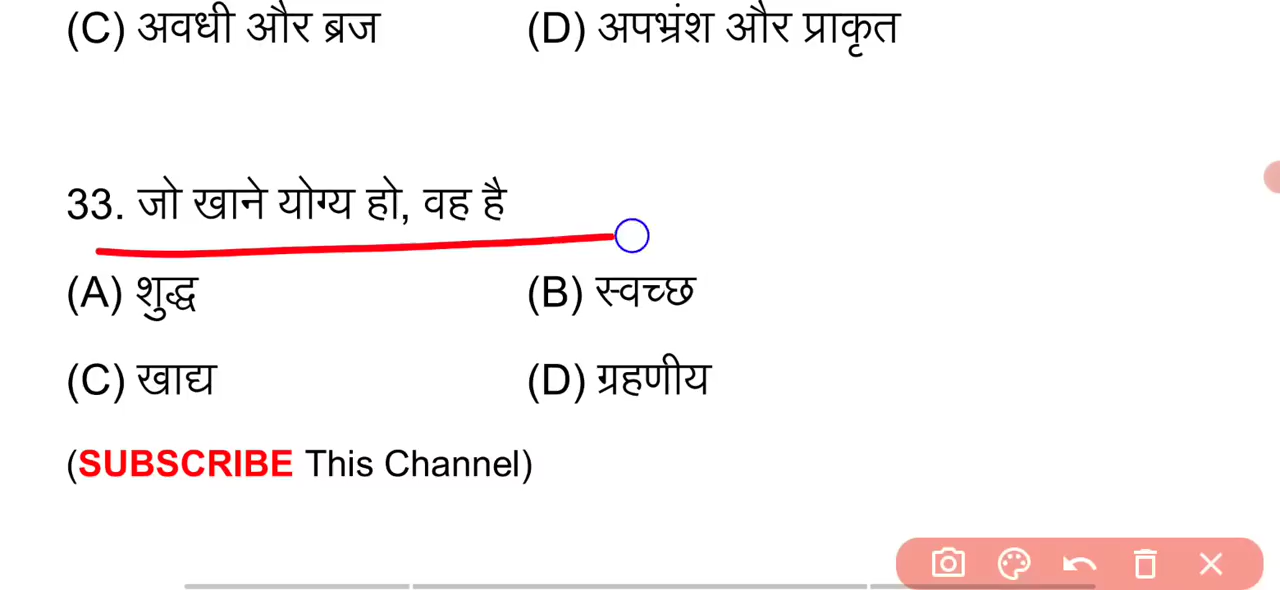 (C) अवधी और ब्रज (D) अपभ्रंश और प्राकृत
33. जो खाने योग्य हो, वह है
(A) शुद्ध (B) स्वच्छ
(C) खाद्य (D) ग्रहणीय
(SUBSCRIBE This Channel)